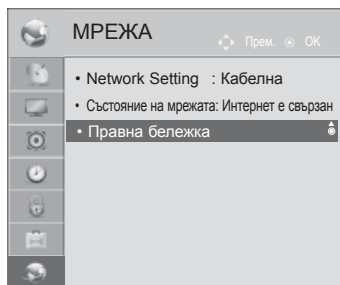 МРЕЖА
Прем. OK
• Network Setting : Кабелна
• Състояние на мрежата: Интернет е свързан
• Правна бележка